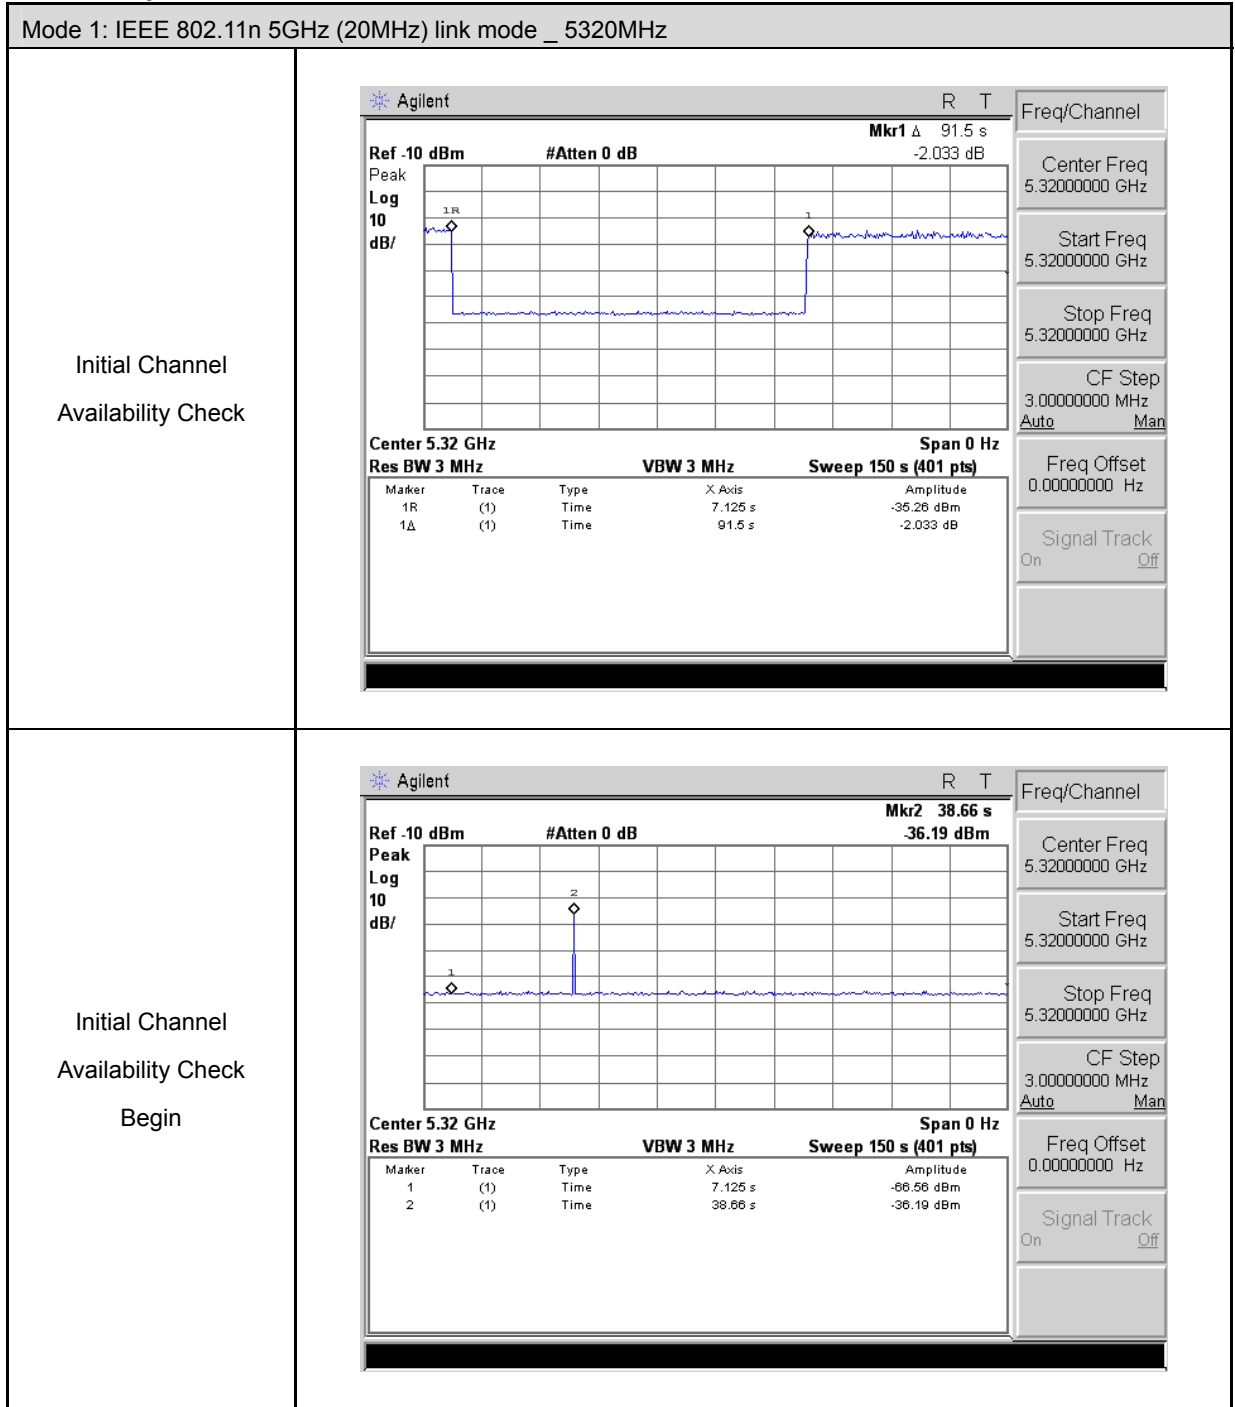 Mode 1: IEEE 802.11n 5GHz (20MHz) link mode _ 5320MHz
Initial Channel
Availability Check
Agilent R T
Mkr1 Δ 91.5 s
Ref -10 dBm #Atten 0 dB -2.033 dB
Peak
Log
10
dB/
1R
1
Center 5.32 GHz Span 0 Hz
Res BW 3 MHz VBW 3 MHz Sweep 150 s (401 pts)
Marker Trace Type X Axis Amplitude
1R (1) Time 7.125 s -35.26 dBm
1Δ (1) Time 91.5 s -2.033 dB
Freq/Channel
Center Freq
5.32000000 GHz
Start Freq
5.32000000 GHz
Stop Freq
5.32000000 GHz
CF Step
3.00000000 MHz
Auto Man
Freq Offset
0.00000000 Hz
Signal Track
On Off
Initial Channel
Availability Check
Begin
Agilent R T
Mkr2 38.66 s
Ref -10 dBm #Atten 0 dB -36.19 dBm
Peak
Log
10
dB/
2
1
Center 5.32 GHz Span 0 Hz
Res BW 3 MHz VBW 3 MHz Sweep 150 s (401 pts)
Marker Trace Type X Axis Amplitude
1 (1) Time 7.125 s -66.56 dBm
2 (1) Time 38.66 s -36.19 dBm
Freq/Channel
Center Freq
5.32000000 GHz
Start Freq
5.32000000 GHz
Stop Freq
5.32000000 GHz
CF Step
3.00000000 MHz
Auto Man
Freq Offset
0.00000000 Hz
Signal Track
On Off